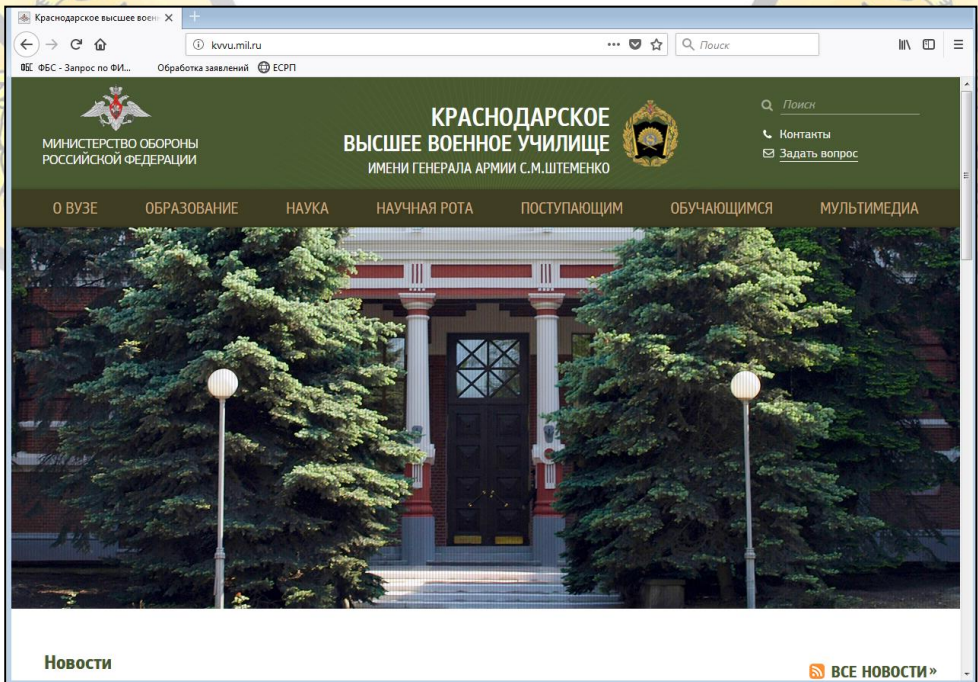 Краснодарское высшее воен
kvvu.mil.ru
Поиск
ФБС - Запрос по ФИ...
Обработка заявлений
ЕСРП
МИНИСТЕРСТВО ОБОРОНЫ
РОССИЙСКОЙ ФЕДЕРАЦИИ
КРАСНОДАРСКОЕ
ВЫСШЕЕ ВОЕННОЕ УЧИЛИЩЕ
ИМЕНИ ГЕНЕРАЛА АРМИИ С.М.ШТЕМЕНКО
Поиск
Контакты
Задать вопрос
О ВУЗЕ
ОБРАЗОВАНИЕ
НАУКА
НАУЧНАЯ РОТА
ПОСТУПАЮЩИМ
ОБУЧАЮЩИМСЯ
МУЛЬТИМЕДИА
Новости
ВСЕ НОВОСТИ »